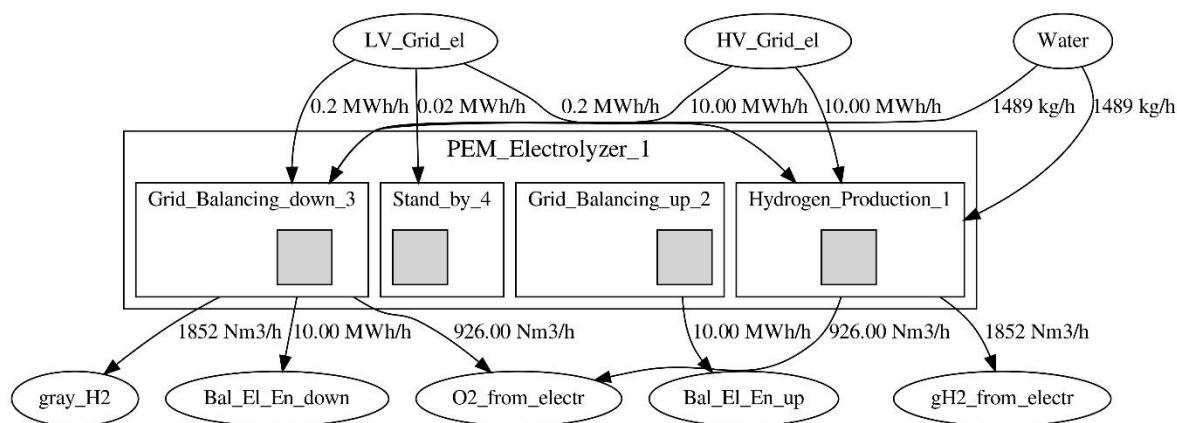 LV_Grid_el
HV_Grid_el
Water
0.2 MWh/h
0.02 MWh/h
0.2 MWh/h
10.00 MWh/h
10.00 MWh/h
1489 kg/h
1489 kg/h
PEM_Electrolyzer_1
Grid_Balancing_down_3
Stand_by_4
Grid_Balancing_up_2
Hydrogen_Production_1
1852 Nm3/h
10.00 MWh/h
926.00 Nm3/h
10.00 MWh/h
926.00 Nm3/h
1852 Nm3/h
gray_H2
Bal_El_En_down
O2_from_electr
Bal_El_En_up
gH2_from_electr